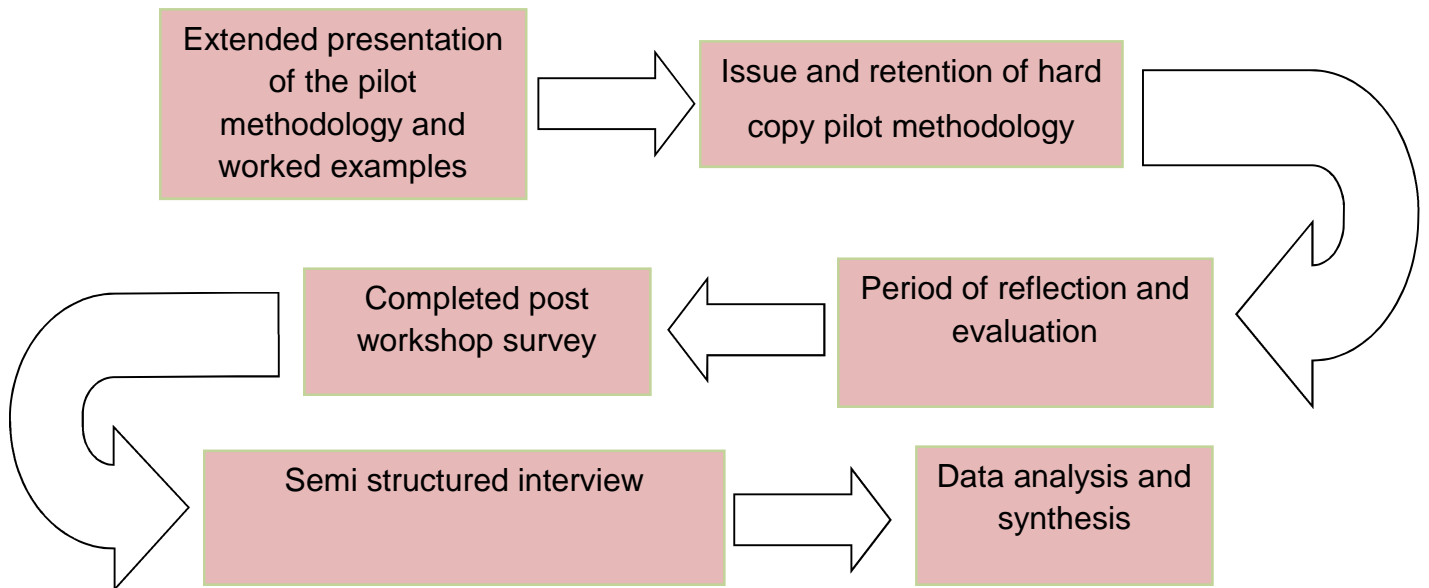 Extended presentation
of the pilot
methodology and
worked examples
Issue and retention of hard
copy pilot methodology
Period of reflection and
evaluation
Completed post
workshop survey
Semi structured interview
Data analysis and
synthesis